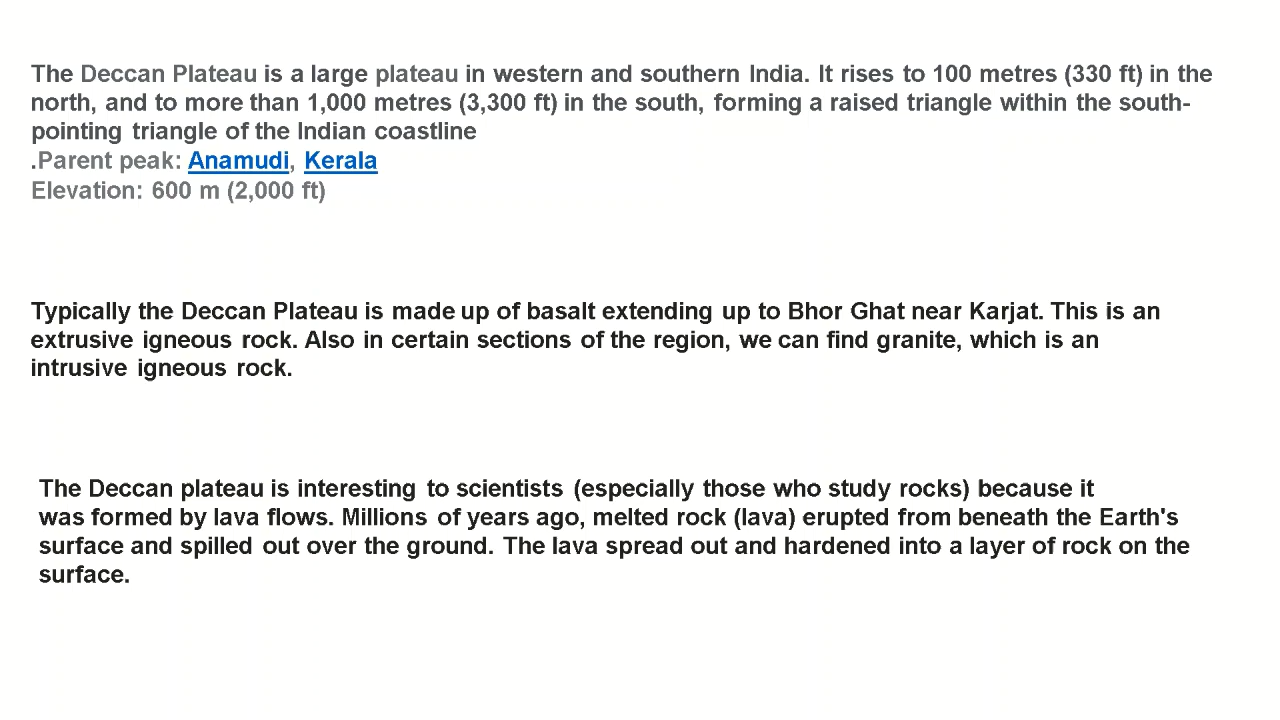 The Deccan Plateau is a large plateau in western and southern India. It rises to 100 metres (330 ft) in the
north, and to more than 1,000 metres (3,300 ft) in the south, forming a raised triangle within the south-
pointing triangle of the Indian coastline
.Parent peak: Anamudi, Kerala
Elevation: 600 m (2,000 ft)
Typically the Deccan Plateau is made up of basalt extending up to Bhor Ghat near Karjat. This is an
extrusive igneous rock. Also in certain sections of the region, we can find granite, which is an
intrusive igneous rock.
The Deccan plateau is interesting to scientists (especially those who study rocks) because it
was formed by lava flows. Millions of years ago, melted rock (lava) erupted from beneath the Earth's
surface and spilled out over the ground. The lava spread out and hardened into a layer of rock on the
surface.